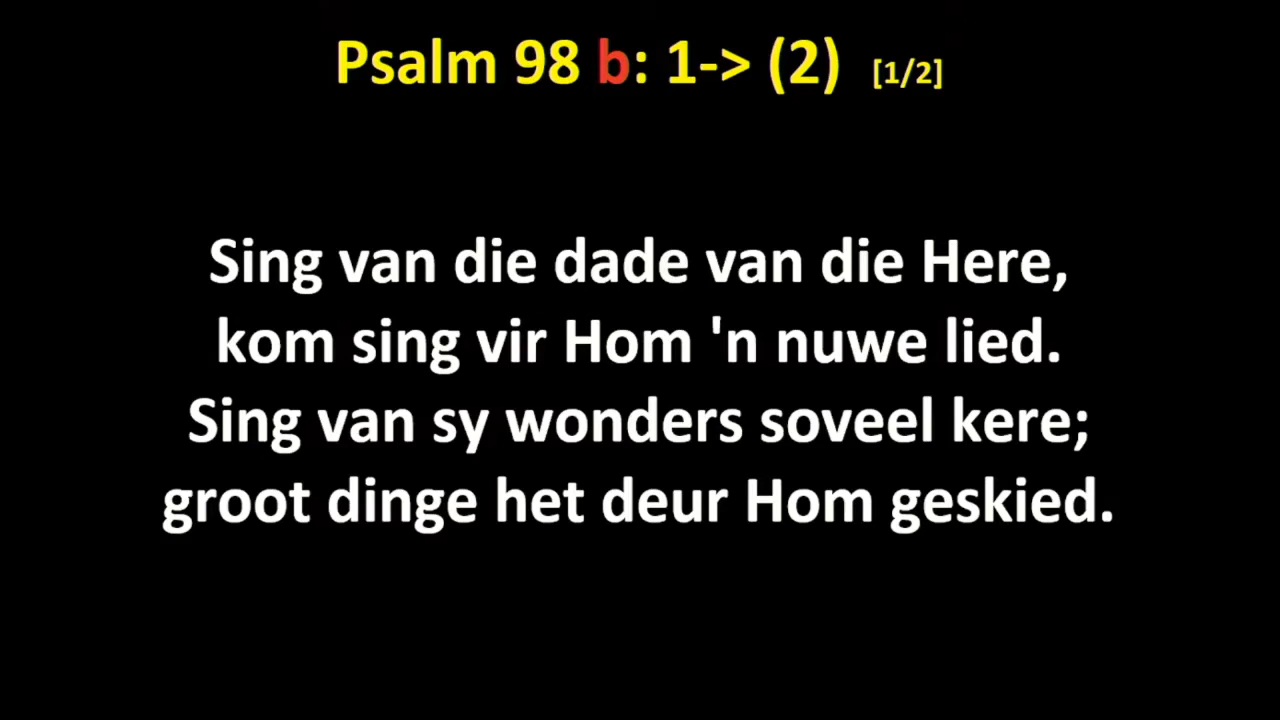 Psalm 98 b: 1-> (2) [1/2]
Sing van die dade van die Here,
kom sing vir Hom 'n nuwe lied.
Sing van sy wonders soveel kere;
groot dinge het deur Hom geskied.